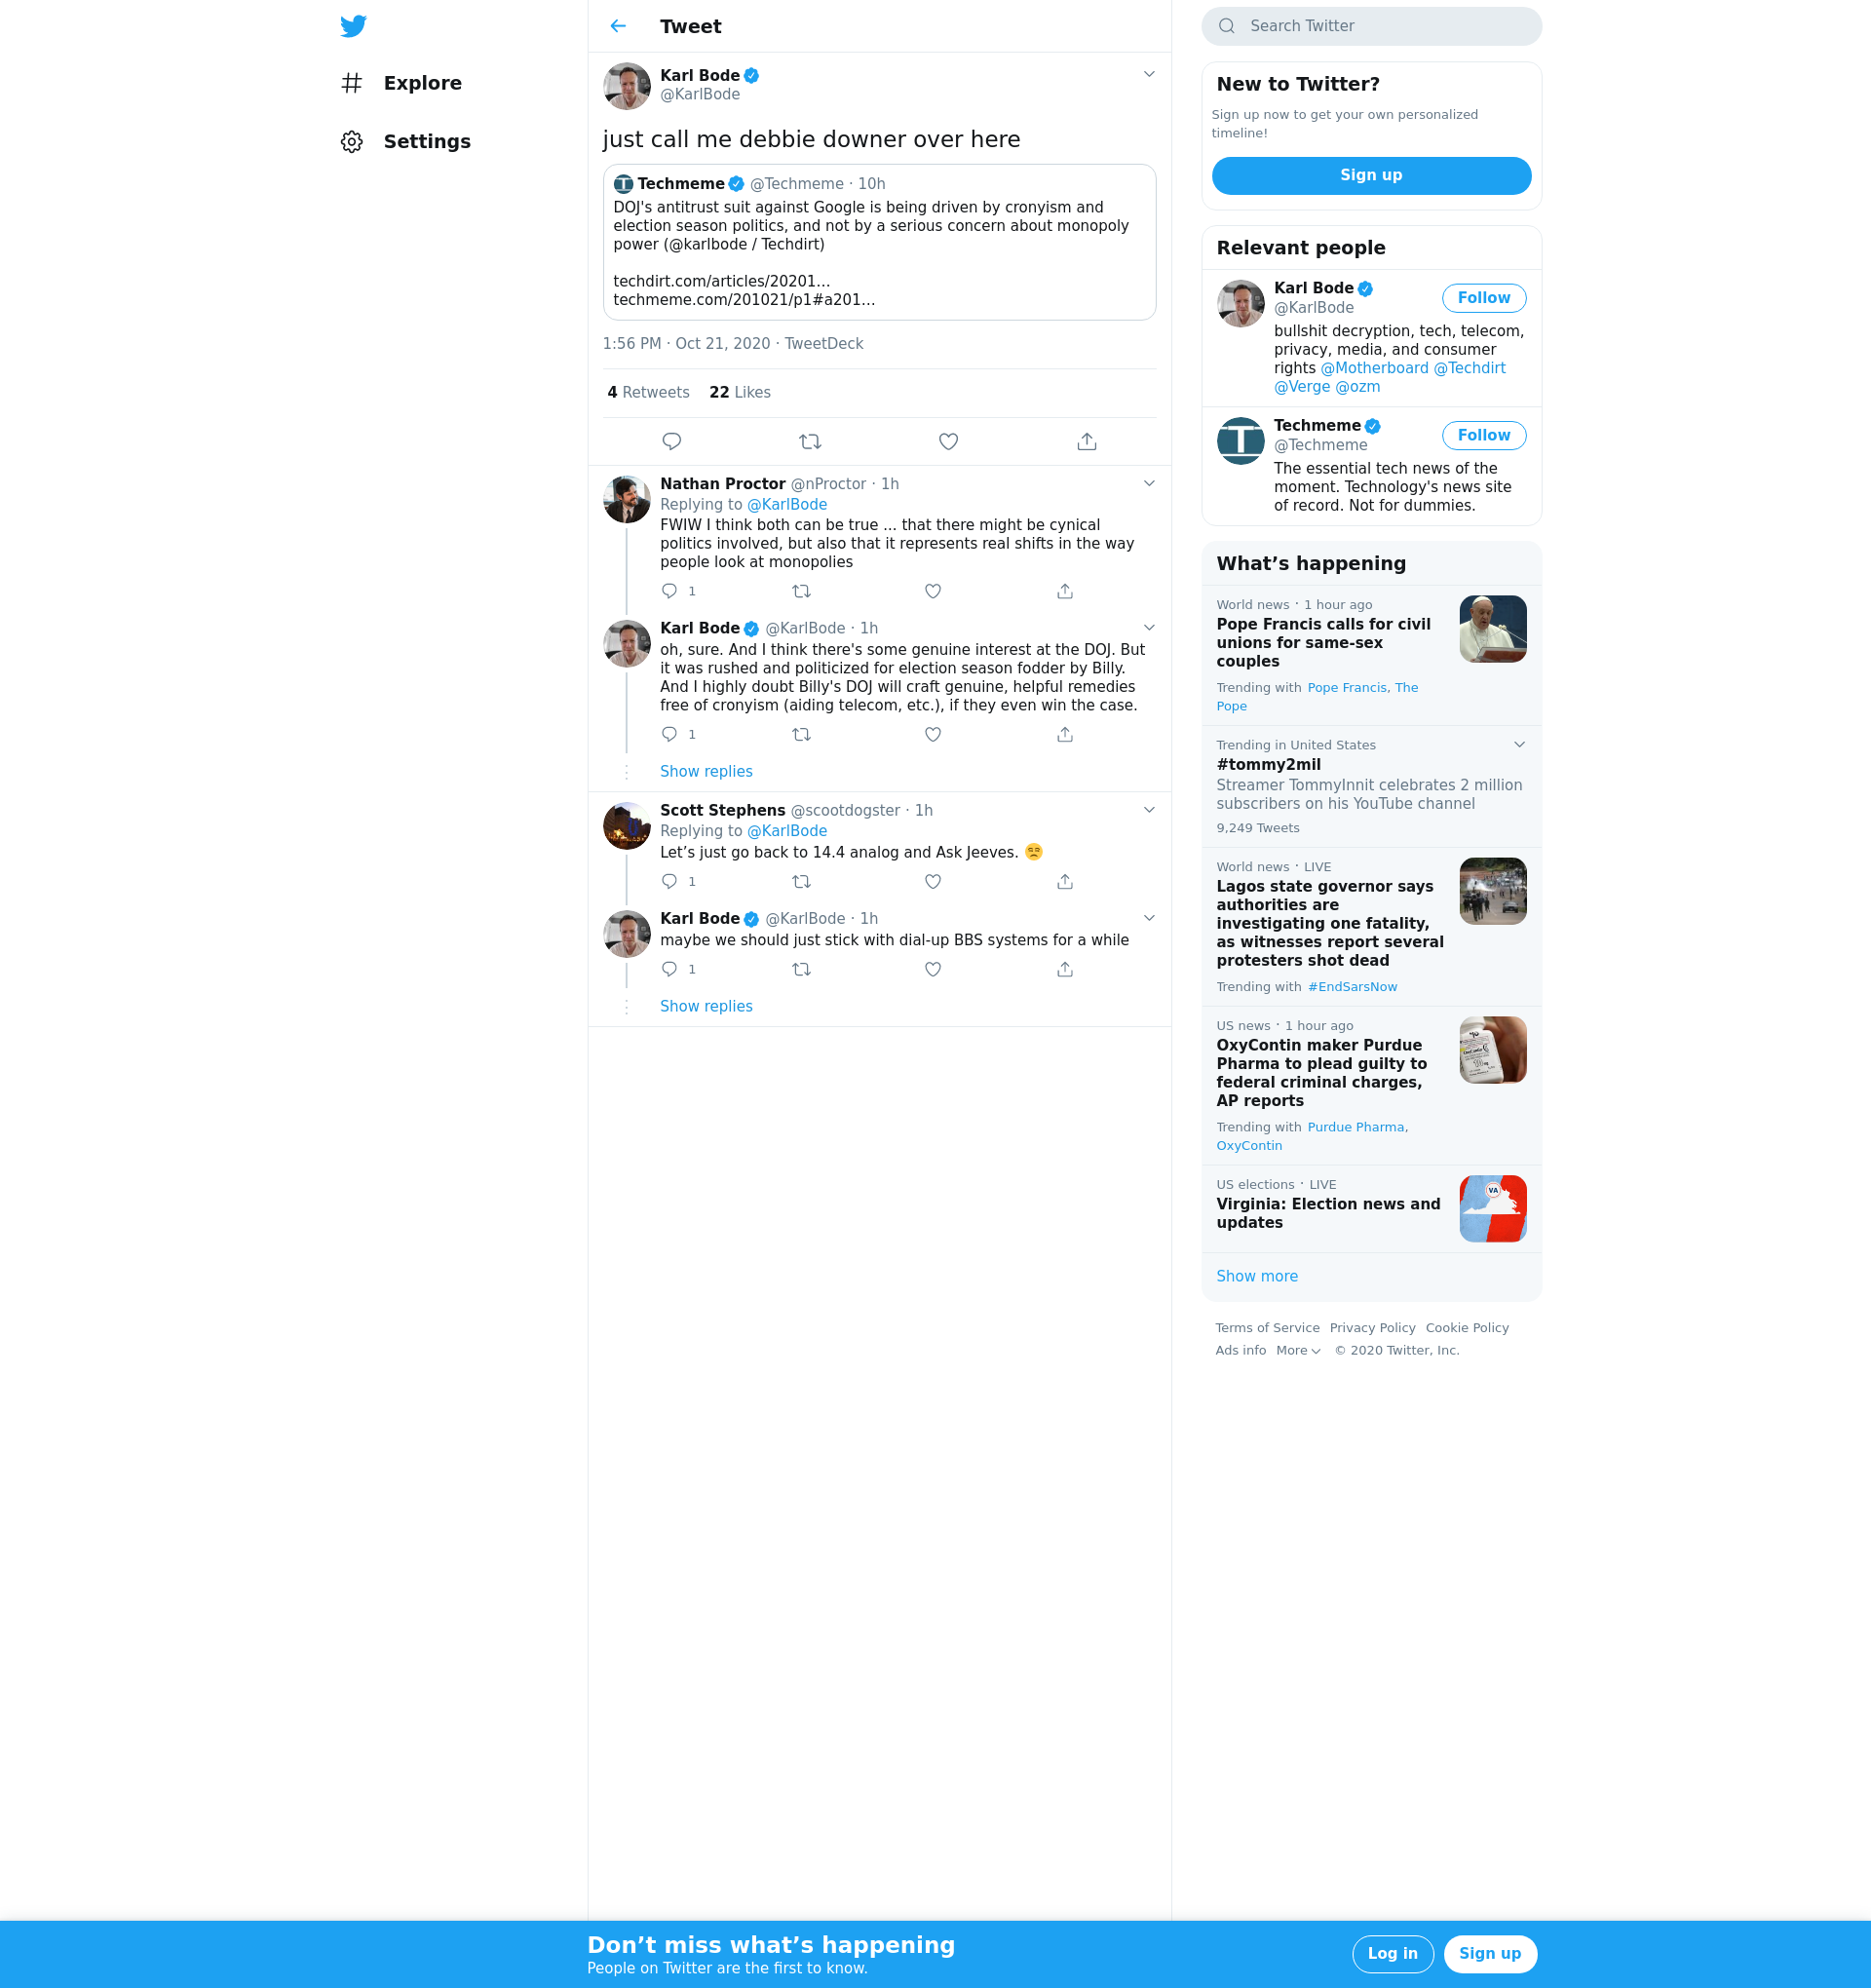 Explore
Settings
Tweet
Karl Bode
@KarlBode
just call me debbie downer over here
Techmeme @Techmeme · 10h
DOJ's antitrust suit against Google is being driven by cronyism and
election season politics, and not by a serious concern about monopoly
power (@karlbode / Techdirt)
techdirt.com/articles/20201…
techmeme.com/201021/p1#a201…
1:56 PM · Oct 21, 2020 · TweetDeck
4 Retweets 22 Likes
Nathan Proctor @nProctor · 1h
Replying to @KarlBode
FWIW I think both can be true ... that there might be cynical
politics involved, but also that it represents real shifts in the way
people look at monopolies
1
Karl Bode @KarlBode · 1h
oh, sure. And I think there's some genuine interest at the DOJ. But
it was rushed and politicized for election season fodder by Billy.
And I highly doubt Billy's DOJ will craft genuine, helpful remedies
free of cronyism (aiding telecom, etc.), if they even win the case.
1
Show replies
Scott Stephens @scootdogster · 1h
Replying to @KarlBode
Let’s just go back to 14.4 analog and Ask Jeeves. 😒
1
Karl Bode @KarlBode · 1h
maybe we should just stick with dial-up BBS systems for a while
1
Show replies
Search Twitter
New to Twitter?
Sign up now to get your own personalized
timeline!
Sign up
Relevant people
Karl Bode
@KarlBode
Follow
bullshit decryption, tech, telecom,
privacy, media, and consumer
rights @Motherboard @Techdirt
@Verge @ozm
Techmeme
@Techmeme
Follow
The essential tech news of the
moment. Technology's news site
of record. Not for dummies.
What’s happening
World news · 1 hour ago
Pope Francis calls for civil
unions for same-sex
couples
Trending with Pope Francis, The
Pope
Trending in United States
#tommy2mil
Streamer TommyInnit celebrates 2 million
subscribers on his YouTube channel
9,249 Tweets
World news · LIVE
Lagos state governor says
authorities are
investigating one fatality,
as witnesses report several
protesters shot dead
Trending with #EndSarsNow
US news · 1 hour ago
OxyContin maker Purdue
Pharma to plead guilty to
federal criminal charges,
AP reports
Trending with Purdue Pharma,
OxyContin
US elections · LIVE
Virginia: Election news and
updates
VA
Show more
Terms of Service Privacy Policy Cookie Policy
Ads info More © 2020 Twitter, Inc.
Don’t miss what’s happening
People on Twitter are the first to know.
Log in
Sign up